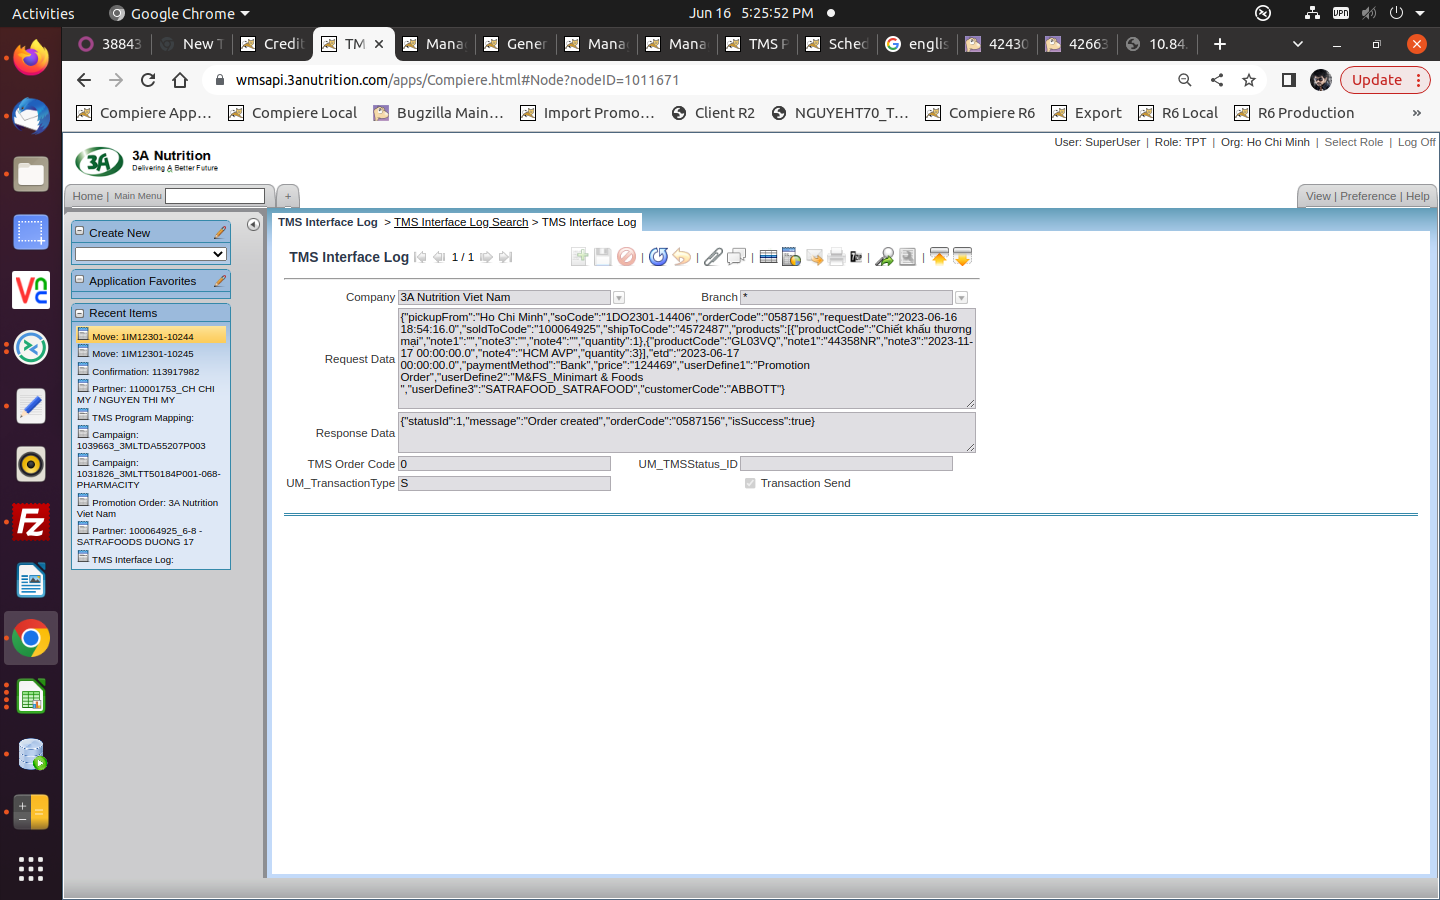 Activities
Google Chrome
Jun 16 5:25:52 PM
VPN
38843
New T
Credit
TM
Mana
Gener
Mana
Mana
TMS P
Sched
englis
42430
42663
10.84.
wmsapi.3anutrition.com/apps/Compiere.html#Node?nodeID=1011671
Update
Compiere App...
Compiere Local
Bugzilla Main...
Import Promo...
Client R2
NGUYEHT70_T...
Compiere R6
Export
R6 Local
R6 Production
»
3A
3A Nutrition
Delivering A Better Future
User: SuperUser | Role: TPT | Org: Ho Chi Minh | Select Role | Log Off
Home | Main Menu
+
View | Preference | Help
TMS Interface Log > TMS Interface Log Search > TMS Interface Log
Create New
Application Favorites
Recent Items
Move: 1IM12301-10244
Move: 1IM12301-10245
Confirmation: 113917982
Partner: 110001753_CH CHI
MY / NGUYEN THI MY
TMS Program Mapping:
Campaign:
1039663_3MLTDA55207P003
Campaign:
1031826_3MLTT50184P001-068-
PHARMACITY
Promotion Order: 3A Nutrition
Viet Nam
Partner: 100064925_6-8 -
SATRAFOODS DUONG 17
TMS Interface Log:
TMS Interface Log
1 / 1
Company 3A Nutrition Viet Nam
Branch *
Request Data
{"pickupFrom":"Ho Chi Minh","soCode":"1DO2301-14406","orderCode":"0587156","requestDate":"2023-06-16
18:54:16.0","soldToCode":"100064925","shipToCode":"4572487","products":[{"productCode":"Chiết khấu thương
mại","note1":"","note3":"","note4":"","quantity":1},{"productCode":"GL03VQ","note1":"44358NR","note3":"2023-11-
17 00:00:00.0","note4":"HCM AVP","quantity":3}],"etd":"2023-06-17
00:00:00.0","paymentMethod":"Bank","price":"124469","userDefine1":"Promotion
Order","userDefine2":"M&FS_Minimart & Foods
","userDefine3":"SATRAFOOD_SATRAFOOD","customerCode":"ABBOTT"}
Response Data
{"statusId":1,"message":"Order created","orderCode":"0587156","isSuccess":true}
TMS Order Code 0
UM_TMSStatus_ID
UM_TransactionType S
Transaction Send